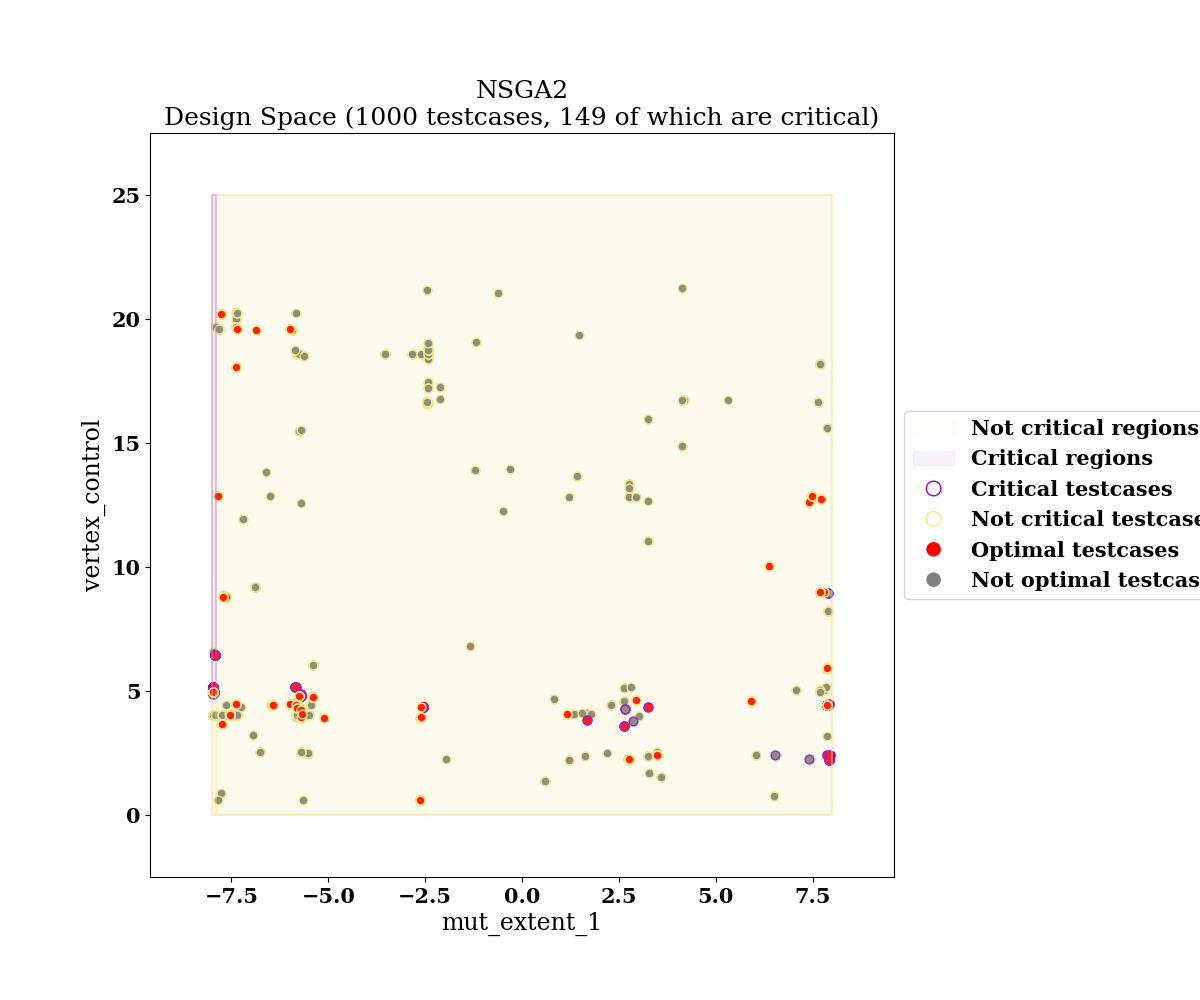 NSGA2
Design Space (1000 testcases, 149 of which are critical)
25
20
15
10
5
0
vertex_control
−7.5 −5.0 −2.5 0.0 2.5 5.0 7.5
mut_extent_1
Not critical regions
Critical regions
Critical testcases
Not critical testcase
Optimal testcases
Not optimal testcas